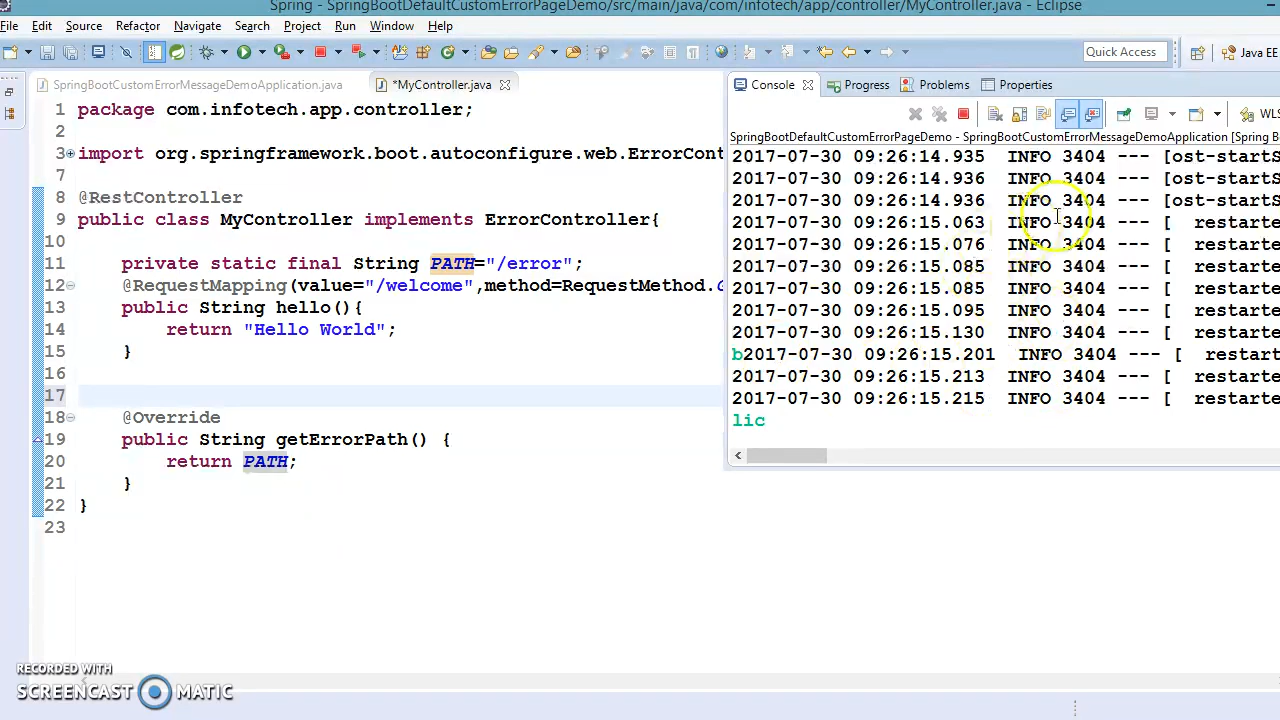 Spring - SpringBootDefaultCustomErrorPageDemo/src/main/java/com/infotech/app/controller/MyController.java - Eclipse
File Edit Source Refactor Navigate Search Project Run Window Help
Quick Access
Java EE
SpringBootCustomErrorMessageDemoApplication.java
*MyController.java
1 package com.infotech.app.controller;
2
3 import org.springframework.boot.autoconfigure.web.ErrorCont
7
8 @RestController
9 public class MyController implements ErrorController{
10
11 private static final String PATH="/error";
12 @RequestMapping(value="/welcome",method=RequestMethod.G
13 public String hello(){
14 return "Hello World";
15 }
16
17
18 @Override
19 public String getErrorPath() {
20 return PATH;
21 }
22 }
23
Console Progress Problems Properties
WLS
SpringBootDefaultCustomErrorPageDemo - SpringBootCustomErrorMessageDemoApplication [Spring B
2017-07-30 09:26:14.935 INFO 3404 --- [ost-startS
2017-07-30 09:26:14.936 INFO 3404 --- [ost-startS
2017-07-30 09:26:14.936 INFO 3404 --- [ost-startS
2017-07-30 09:26:15.063 INFO 3404 --- [ restarte
2017-07-30 09:26:15.076 INFO 3404 --- [ restarte
2017-07-30 09:26:15.085 INFO 3404 --- [ restarte
2017-07-30 09:26:15.085 INFO 3404 --- [ restarte
2017-07-30 09:26:15.095 INFO 3404 --- [ restarte
2017-07-30 09:26:15.130 INFO 3404 --- [ restarte
b2017-07-30 09:26:15.201 INFO 3404 --- [ restart
2017-07-30 09:26:15.213 INFO 3404 --- [ restarte
2017-07-30 09:26:15.215 INFO 3404 --- [ restarte
lic
RECORDED WITH
SCREENCAST MATIC